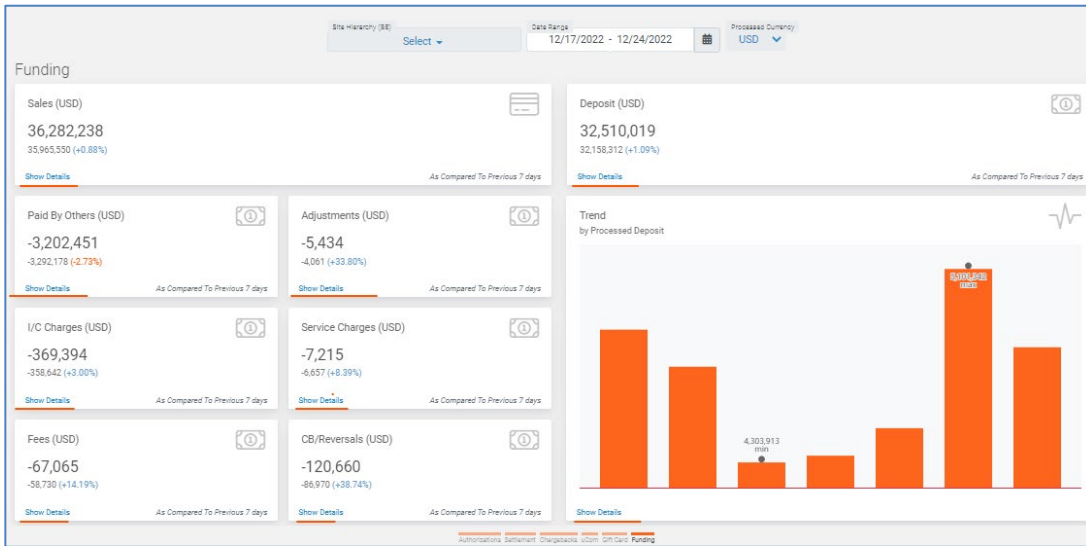 Site Hierarchy (BE)
Select
Date Range
12/17/2022 - 12/24/2022
Processed Currency
USD
Funding
Sales (USD)
36,282,238
35,965,550 (+0.88%)
Show Details
As Compared To Previous 7 days
Deposit (USD)
32,510,019
32,158,312 (+1.09%)
Show Details
As Compared To Previous 7 days
Paid By Others (USD)
-3,202,451
-3,292,178 (-2.73%)
Show Details
As Compared To Previous 7 days
Adjustments (USD)
-5,434
-4,061 (+33.80%)
Show Details
As Compared To Previous 7 days
Trend
by Processed Deposit
5,101,342
max
4,303,913
min
Show Details
I/C Charges (USD)
-369,394
-358,642 (+3.00%)
Show Details
As Compared To Previous 7 days
Service Charges (USD)
-7,215
-6,657 (+8.39%)
Show Details
As Compared To Previous 7 days
Fees (USD)
-67,065
-58,730 (+14.19%)
Show Details
As Compared To Previous 7 days
CB/Reversals (USD)
-120,660
-86,970 (+38.74%)
Show Details
As Compared To Previous 7 days
Authorizations Settlement Chargebacks uCom Gift Card Funding